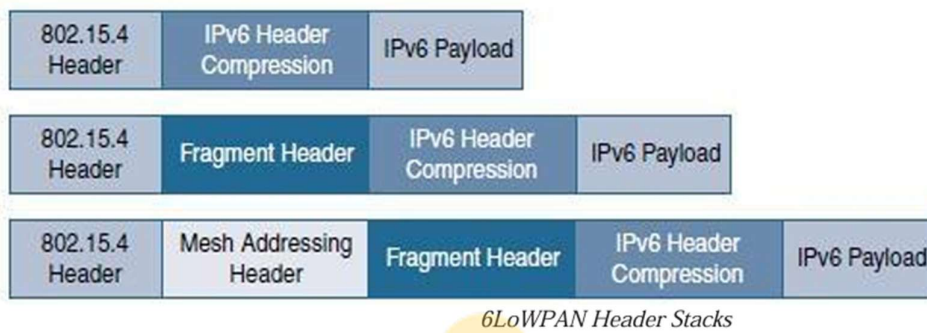 802.15.4 Header
IPv6 Header Compression
IPv6 Payload
802.15.4 Header
Fragment Header
IPv6 Header Compression
IPv6 Payload
802.15.4 Header
Mesh Addressing Header
Fragment Header
IPv6 Header Compression
IPv6 Payload
6LoWPAN Header Stacks